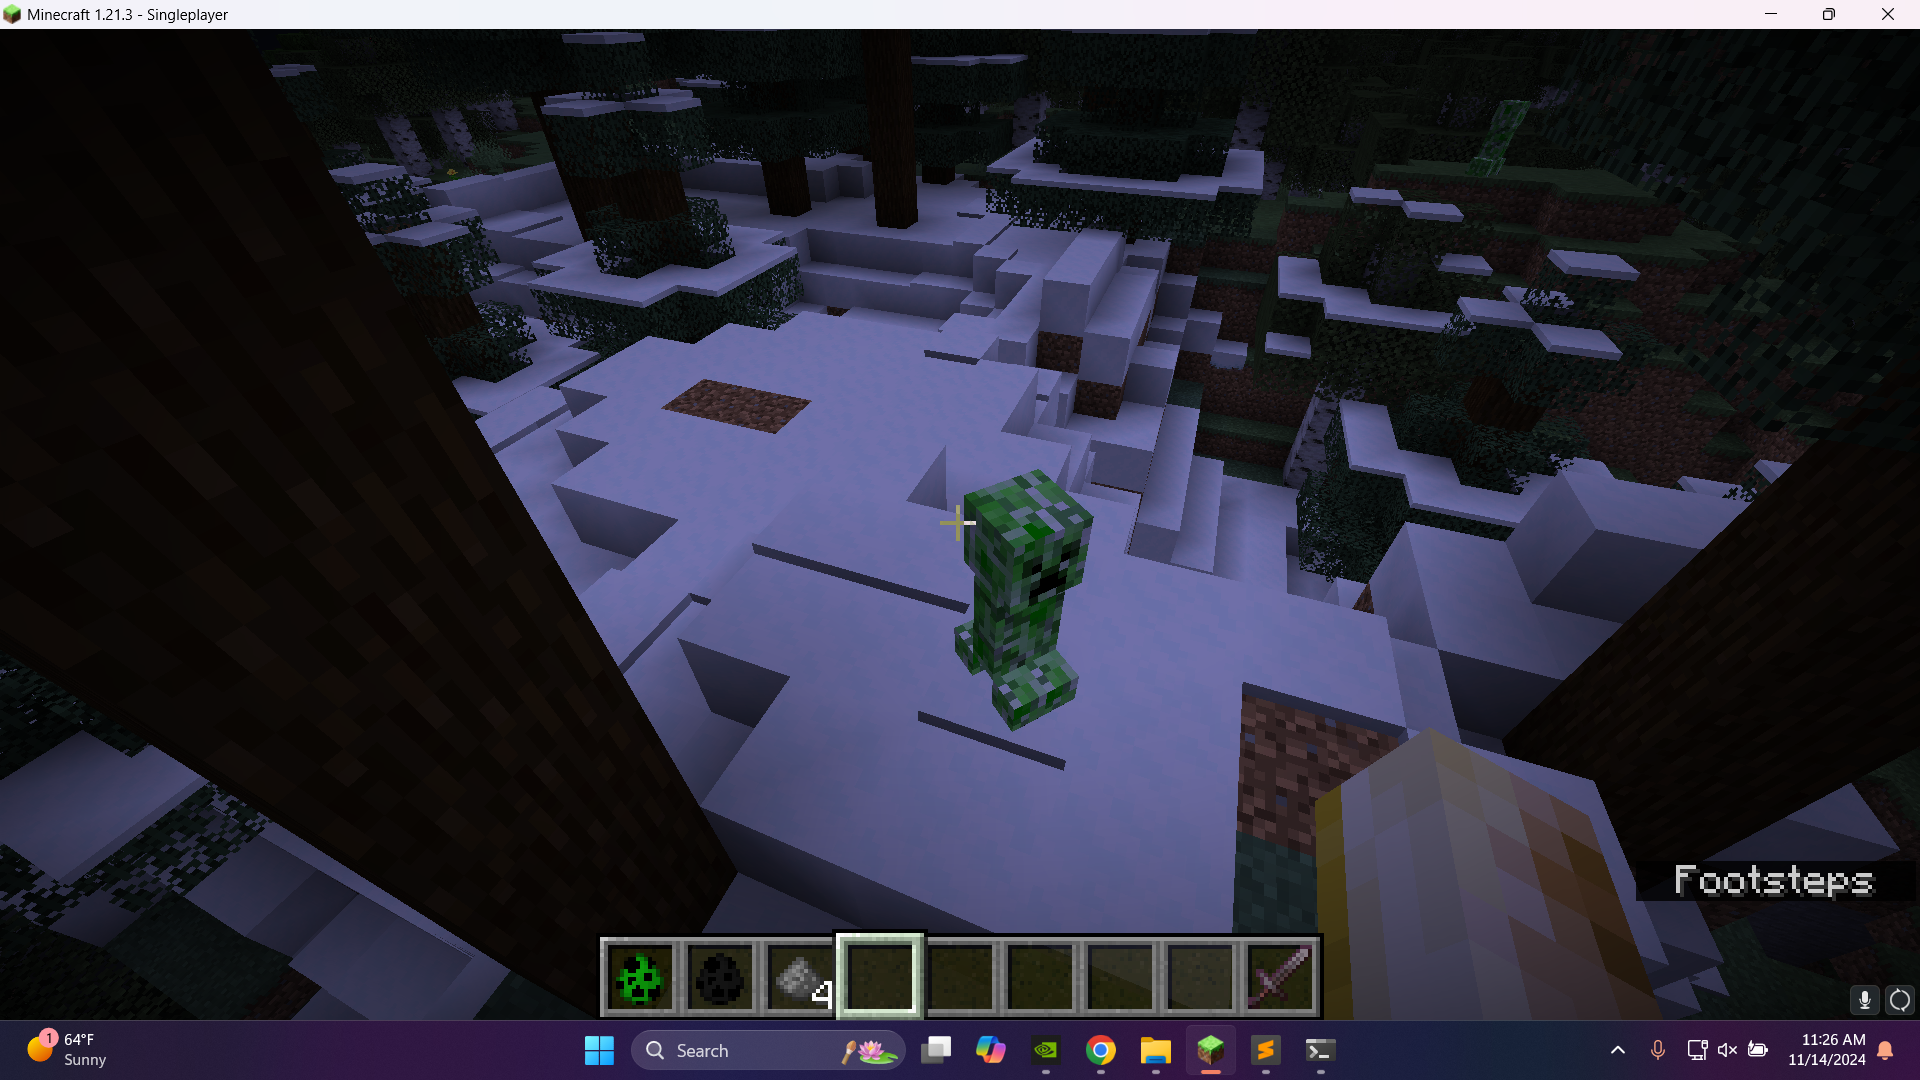 Minecraft 1.21.3 - Singleplayer
Footsteps
4
1
64°F
Sunny
Search
11:26 AM
11/14/2024